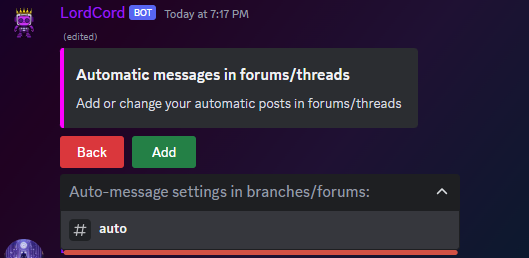 LordCord BOT Today at 7:17 PM
(edited)
Automatic messages in forums/threads
Add or change your automatic posts in forums/threads
Back Add
Auto-message settings in branches/forums:
# auto